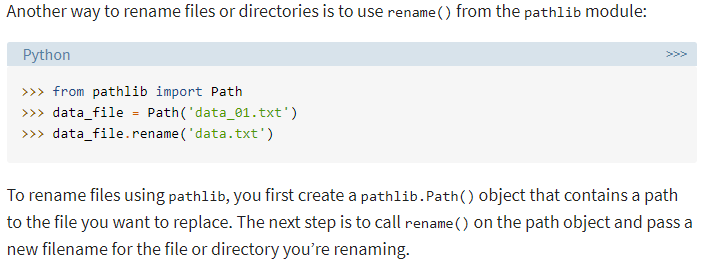 Another way to rename files or directories is to use rename() from the pathlib module:
Python
>>>
>>> from pathlib import Path
>>> data_file = Path('data_01.txt')
>>> data_file.rename('data.txt')
To rename files using pathlib, you first create a pathlib.Path() object that contains a path
to the file you want to replace. The next step is to call rename() on the path object and pass a
new filename for the file or directory you’re renaming.